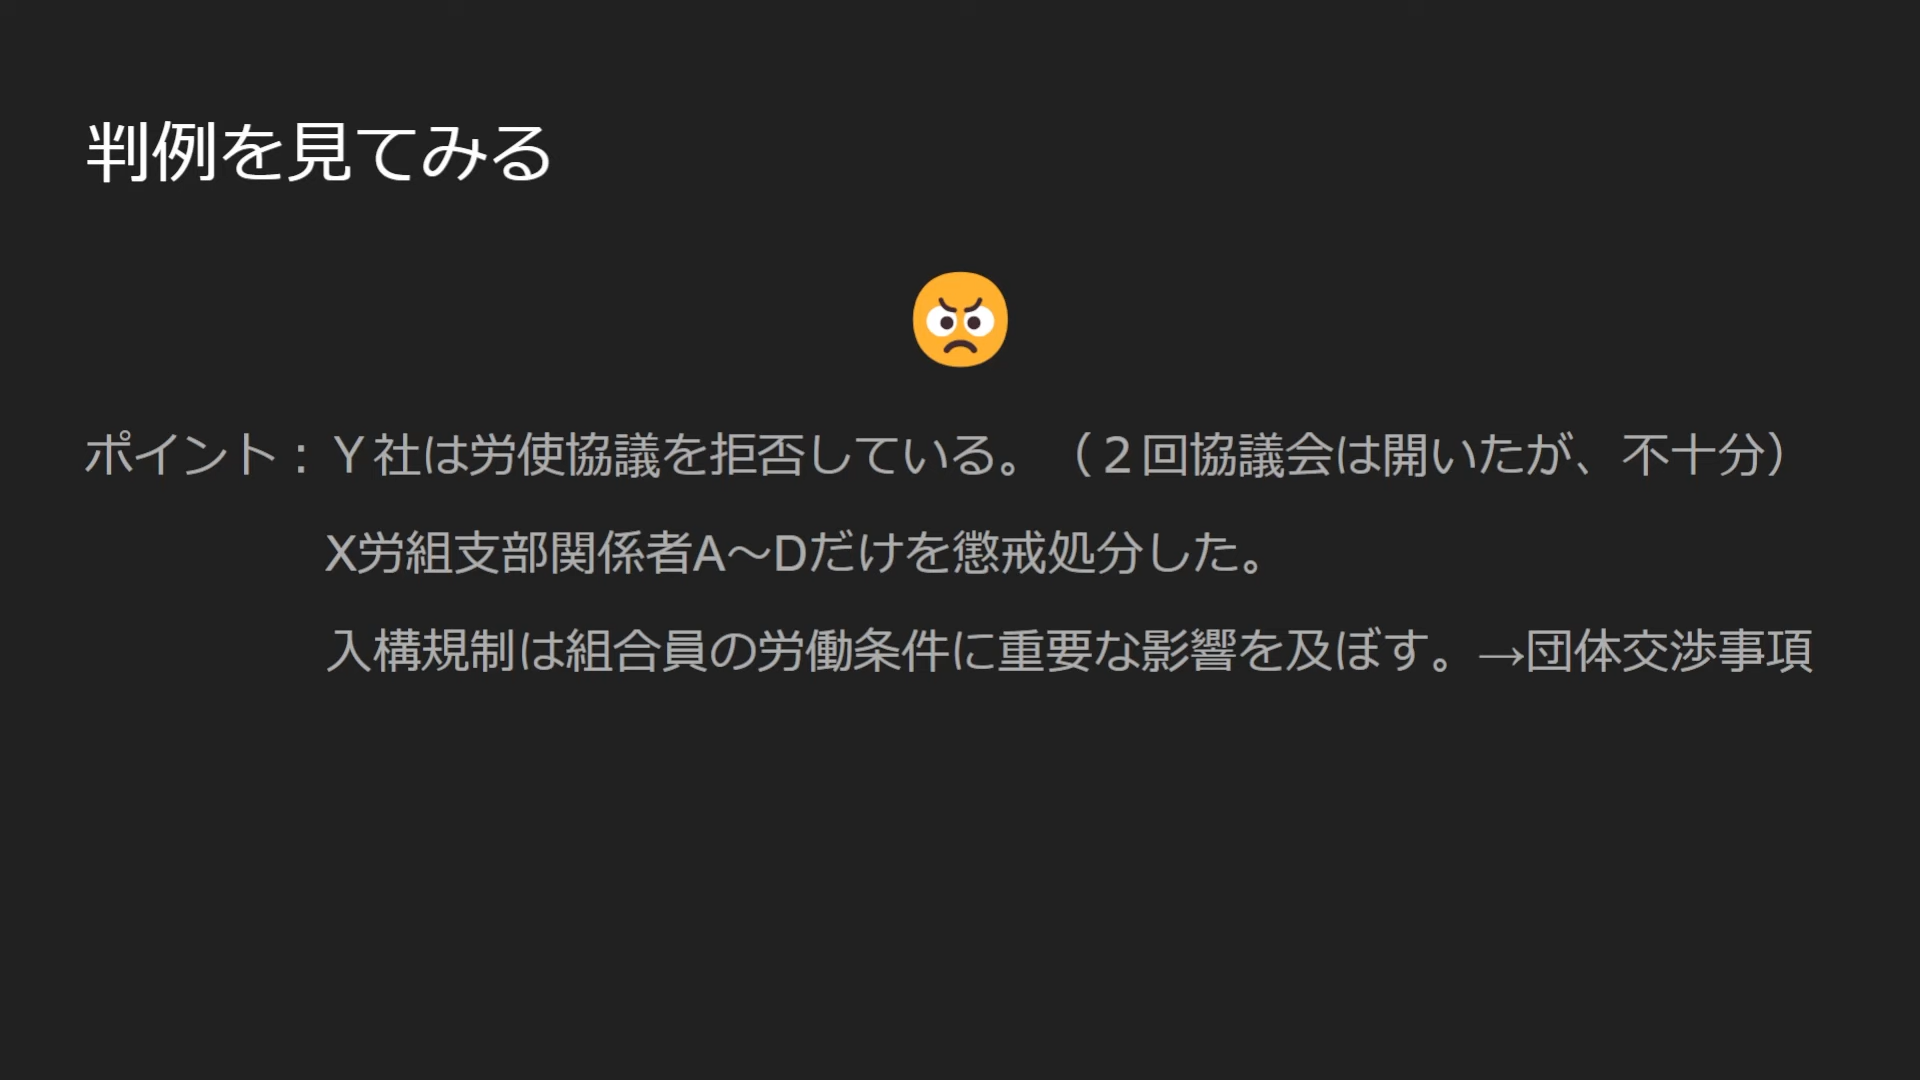 判例を見てみる
ポイント：Ｙ社は労使協議を拒否している。（２回協議会は開いたが、不十分）
X労組支部関係者A～Dだけを懲戒処分した。
入構規制は組合員の労働条件に重要な影響を及ぼす。→団体交渉事項